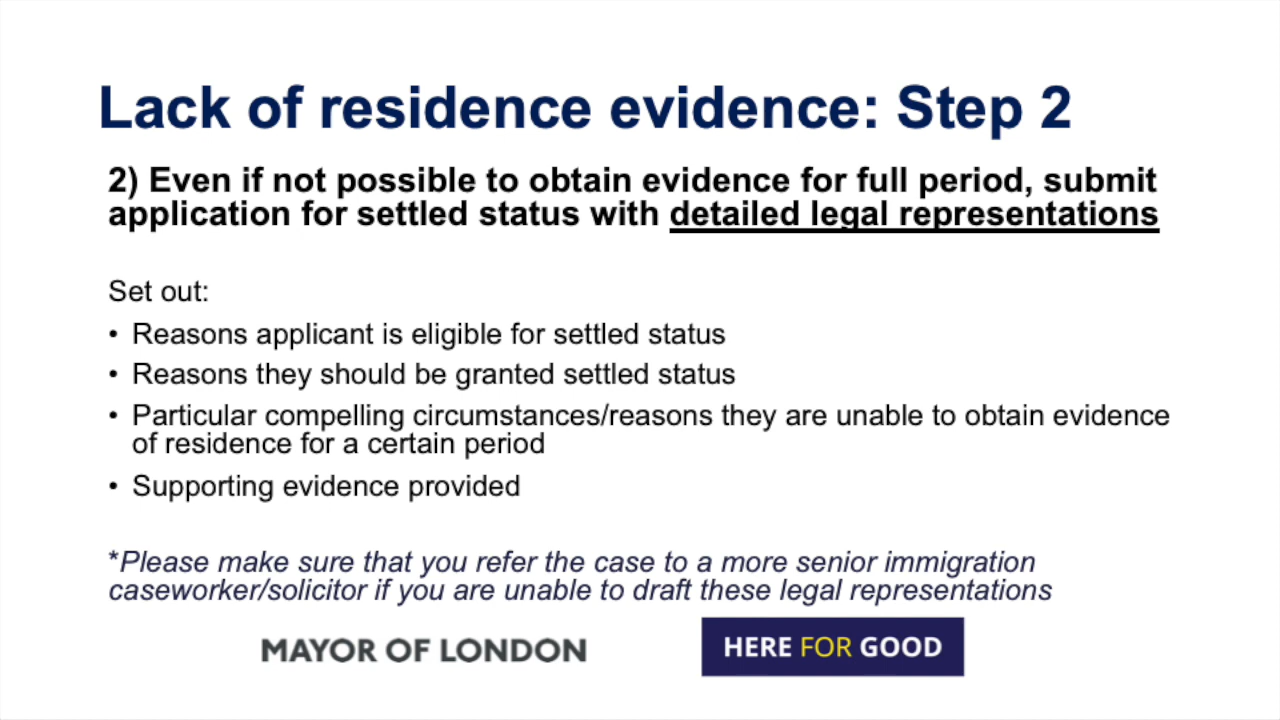 Lack of residence evidence: Step 2
2) Even if not possible to obtain evidence for full period, submit
application for settled status with detailed legal representations
Set out:
• Reasons applicant is eligible for settled status
• Reasons they should be granted settled status
• Particular compelling circumstances/reasons they are unable to obtain evidence
of residence for a certain period
• Supporting evidence provided
*Please make sure that you refer the case to a more senior immigration
caseworker/solicitor if you are unable to draft these legal representations
MAYOR OF LONDON
HERE FOR GOOD